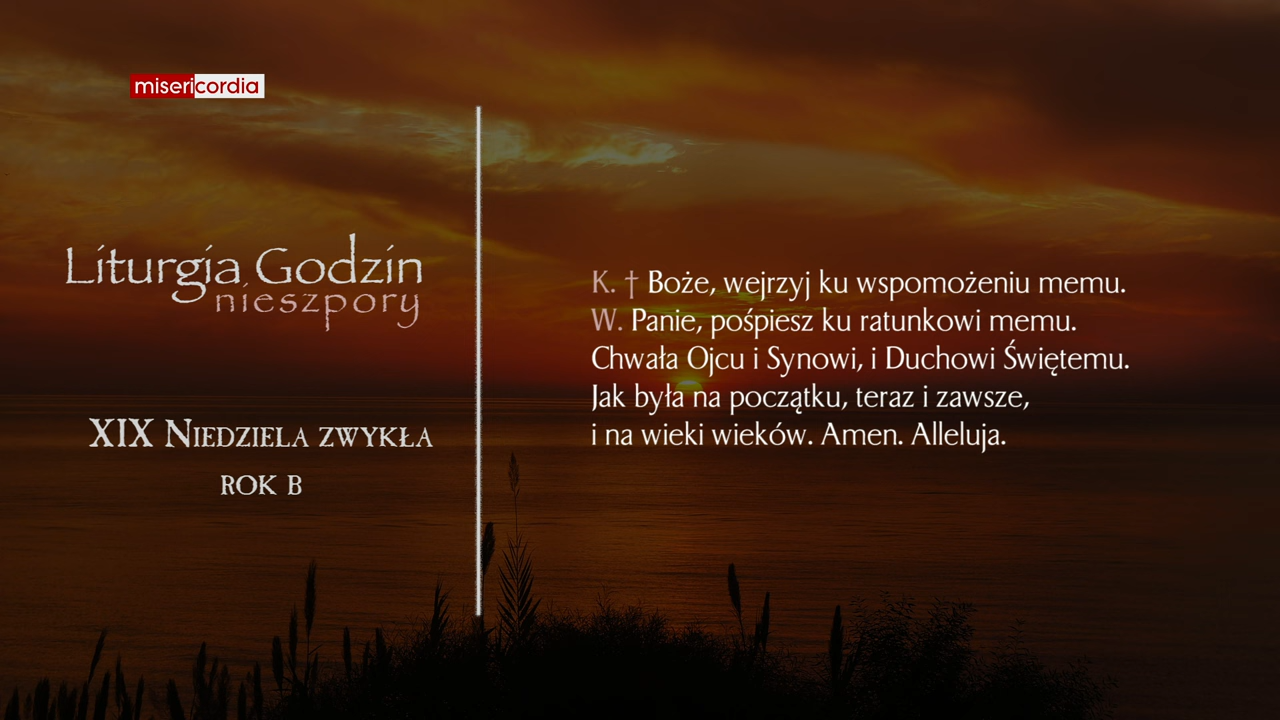 misericordia
Liturgia Godzin
nieszpory
XIX Niedziela zwykła
rok B
K. † Boże, wejrzyj ku wspomożeniu memu.
W. Panie, pośpiesz ku ratunkowi memu.
Chwała Ojcu i Synowi, i Duchowi Świętemu.
Jak była na początku, teraz i zawsze,
i na wieki wieków. Amen. Alleluja.